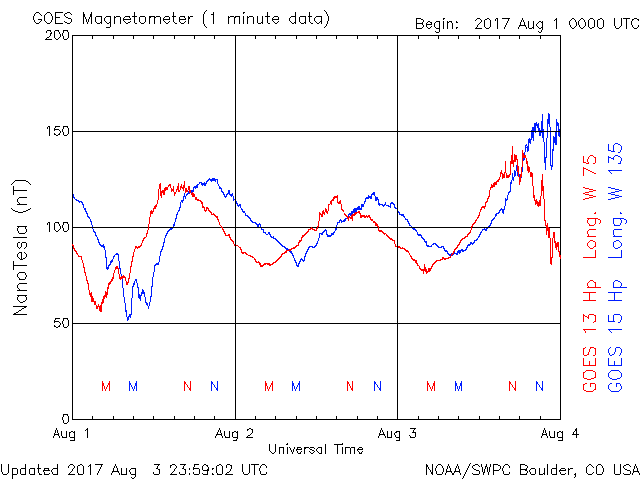 GOES Magnetometer (1 minute data)
Begin: 2017 Aug 1 0000 UTC
200
150
100
50
0
NanoTesla (nT)
M M N N M M N N M M N N
Aug 1 Aug 2 Aug 3 Aug 4
Universal Time
GOES 13 Hp Long. W 75
GOES 15 Hp Long. W 135
Updated 2017 Aug 3 23:59:02 UTC
NOAA/SWPC Boulder, CO USA